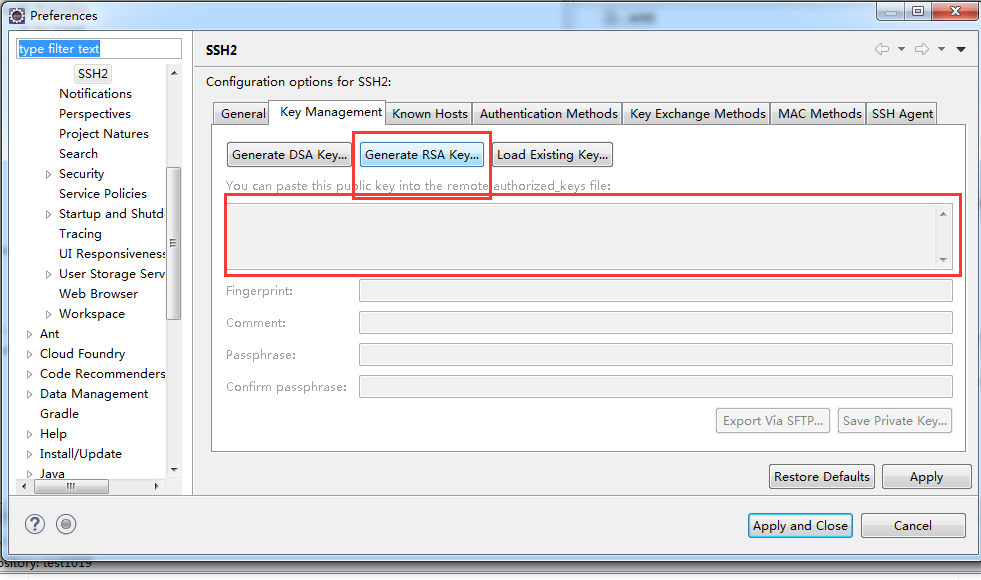 Preferences
type filter text
SSH2
Notifications
Perspectives
Project Natures
Search
Security
Service Policies
Startup and Shutd
Tracing
UI Responsiveness
User Storage Serv
Web Browser
Workspace
Ant
Cloud Foundry
Code Recommenders
Data Management
Gradle
Help
Install/Update
Java
SSH2
Configuration options for SSH2:
General Key Management Known Hosts Authentication Methods Key Exchange Methods MAC Methods SSH Agent
Generate DSA Key... Generate RSA Key... Load Existing Key...
You can paste this public key into the remote authorized_keys file:
Fingerprint:
Comment:
Passphrase:
Confirm passphrase:
Export Via SFTP... Save Private Key...
Restore Defaults Apply
Apply and Close Cancel
ository: test1019